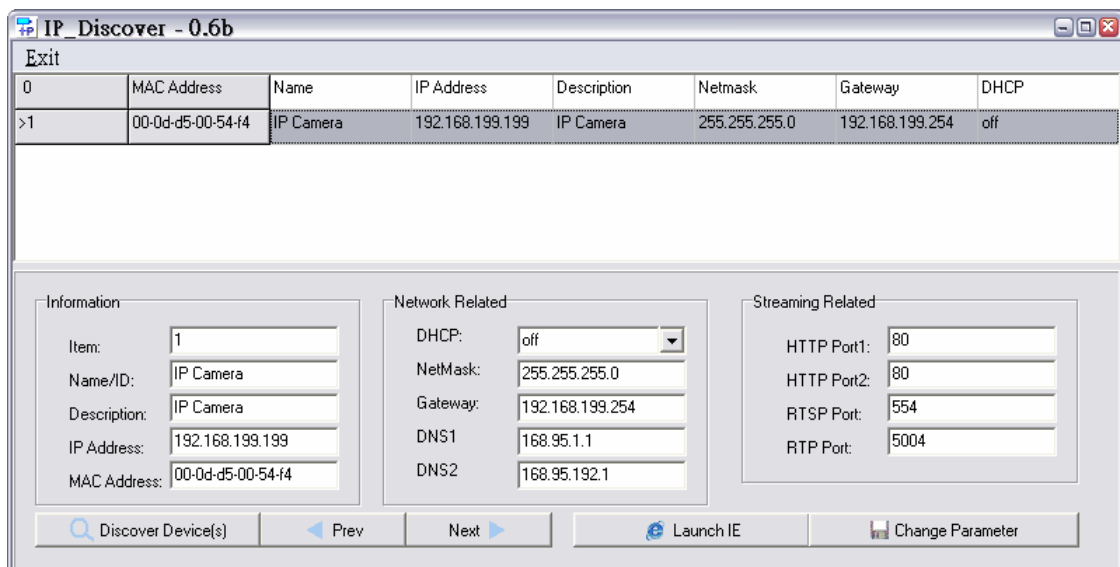 IP_Discover - 0.6b
Exit
0 MAC Address Name IP Address Description Netmask Gateway DHCP
>1 00-0d-d5-00-54-f4 IP Camera 192.168.199.199 IP Camera 255.255.255.0 192.168.199.254 off
Information
Item: 1
Name/ID: IP Camera
Description: IP Camera
IP Address: 192.168.199.199
MAC Address: 00-0d-d5-00-54-f4
Network Related
DHCP: off
NetMask: 255.255.255.0
Gateway: 192.168.199.254
DNS1 168.95.1.1
DNS2 168.95.192.1
Streaming Related
HTTP Port1: 80
HTTP Port2: 80
RTSP Port: 554
RTP Port: 5004
Discover Device(s) Prev Next Launch IE Change Parameter